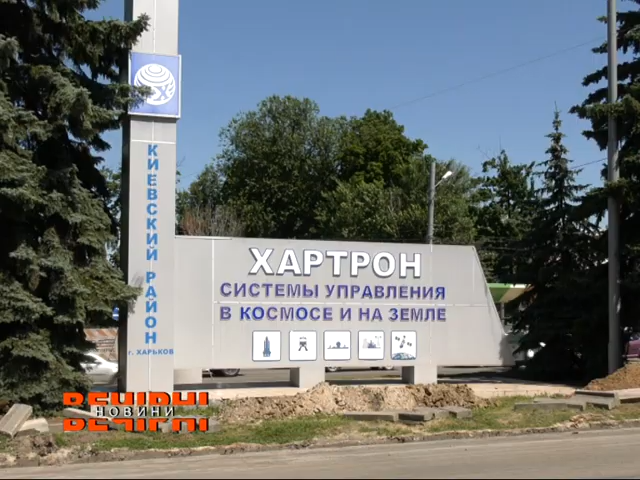 КИЕВСКИЙ РАЙОН
г. ХАРЬКОВ
ХАРТРОН
СИСТЕМЫ УПРАВЛЕНИЯ
В КОСМОСЕ И НА ЗЕМЛЕ
ВЕЧІРНІ
НОВИНИ